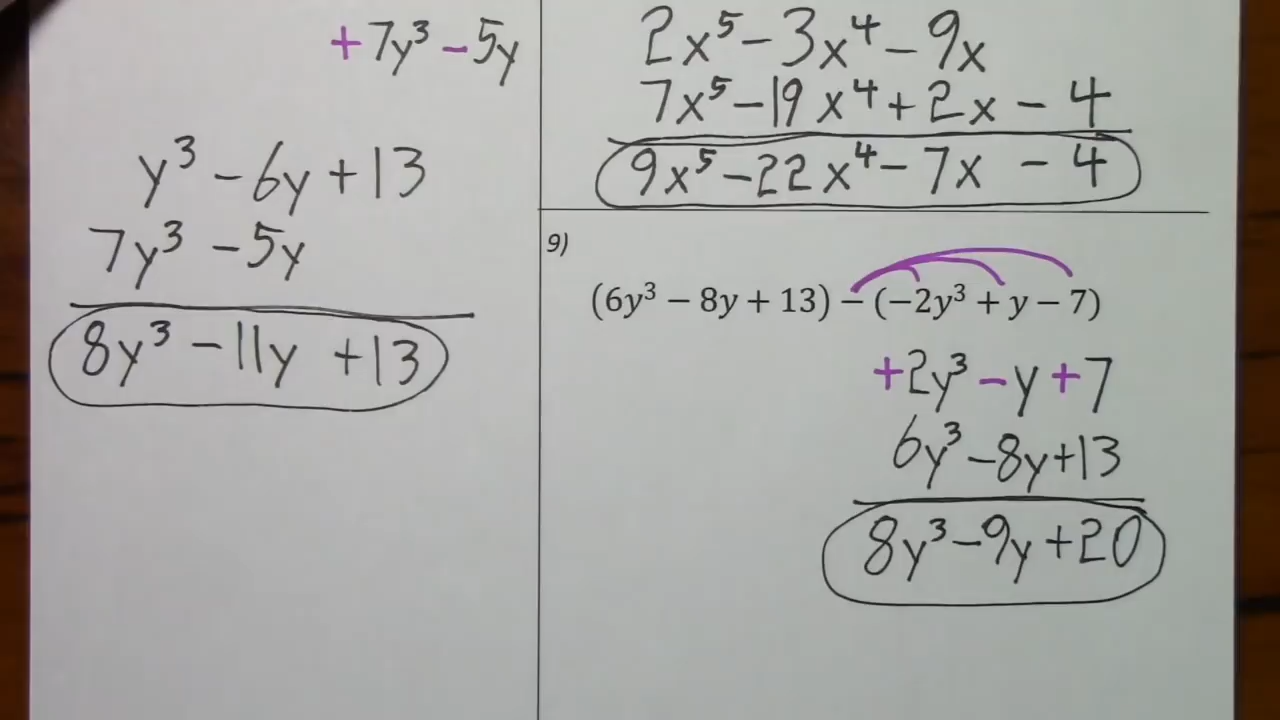 +7y³ - 5y
y³ - 6y + 13
7y³ - 5y
8y³ - 11y + 13
2x⁵ - 3x⁴ - 9x
7x⁵ - 19x⁴ + 2x - 4
9x⁵ - 22x⁴ - 7x - 4
9)
(6y³ − 8y + 13) − (−2y³ + y − 7)
+2y³ - y + 7
6y³ - 8y + 13
8y³ - 9y + 20